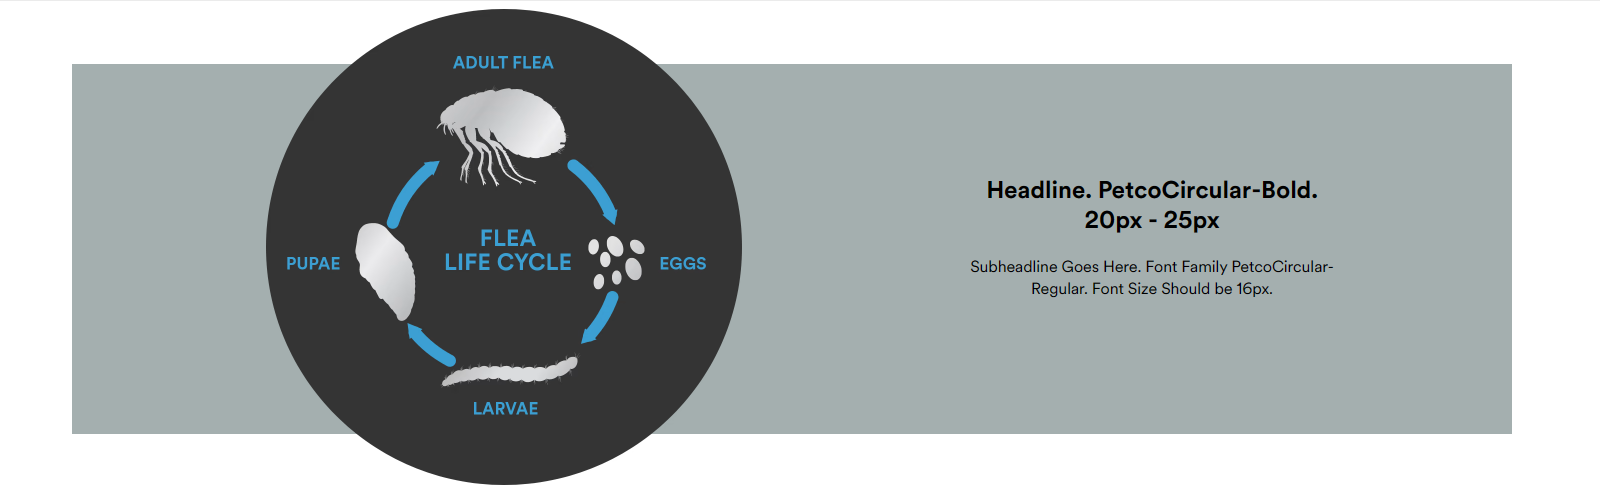 ADULT FLEA
FLEA
LIFE CYCLE
PUPAE
EGGS
LARVAE
Headline. PetcoCircular-Bold.
20px - 25px
Subheadline Goes Here. Font Family PetcoCircular-
Regular. Font Size Should be 16px.